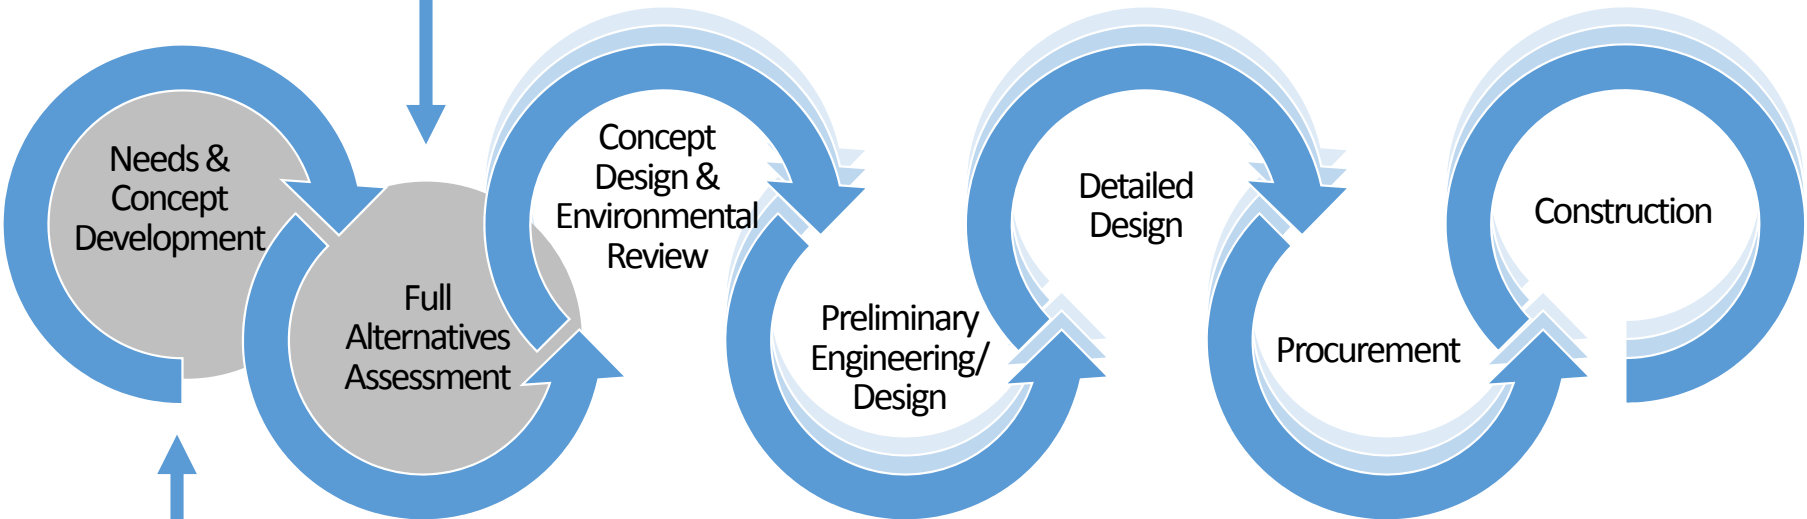 Needs &
Concept
Development
Full
Alternatives
Assessment
Concept
Design &
Environmental
Review
Preliminary
Engineering/
Design
Detailed
Design
Procurement
Construction